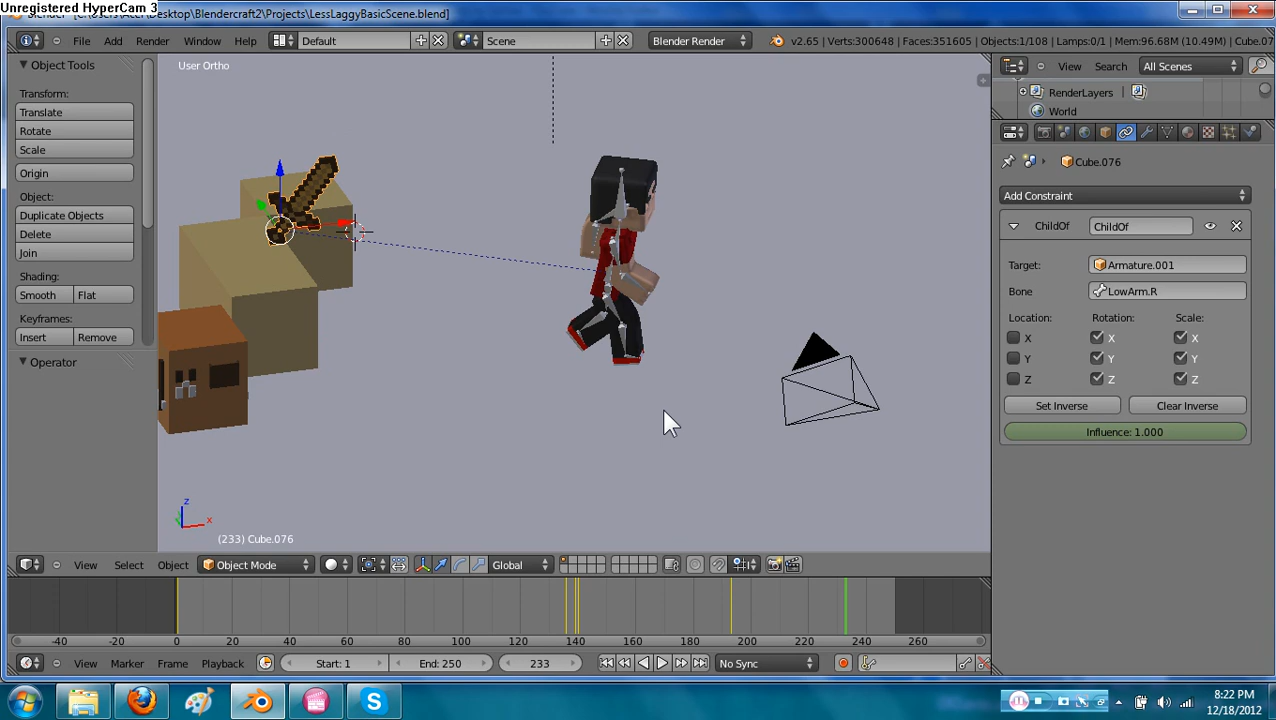 Unregistered HyperCam 3
Desktop\Blendercraft2\Projects\LessLaggyBasicScene.blend]
File Add Render Window Help Default Scene Blender Render v2.65 | Verts:300648 | Faces:351605 | Objects:1/108 | Lamps:0/1 | Mem:96.68M (10.49M) | Cube.07
Object Tools
Transform:
Translate
Rotate
Scale
Origin
Object:
Duplicate Objects
Delete
Join
Shading:
Smooth Flat
Keyframes:
Insert Remove
Operator
User Ortho
z
x
(233) Cube.076
View Search All Scenes
RenderLayers |
World
Cube.076
Add Constraint
ChildOf ChildOf
Target: Armature.001
Bone LowArm.R
Location: Rotation: Scale:
X X X
Y Y Y
Z Z Z
Set Inverse Clear Inverse
Influence: 1.000
View Select Object Object Mode Global
-40 -20 0 20 40 60 80 100 120 140 160 180 200 220 240 260
View Marker Frame Playback Start: 1 End: 250 233 No Sync
8:22 PM
12/18/2012